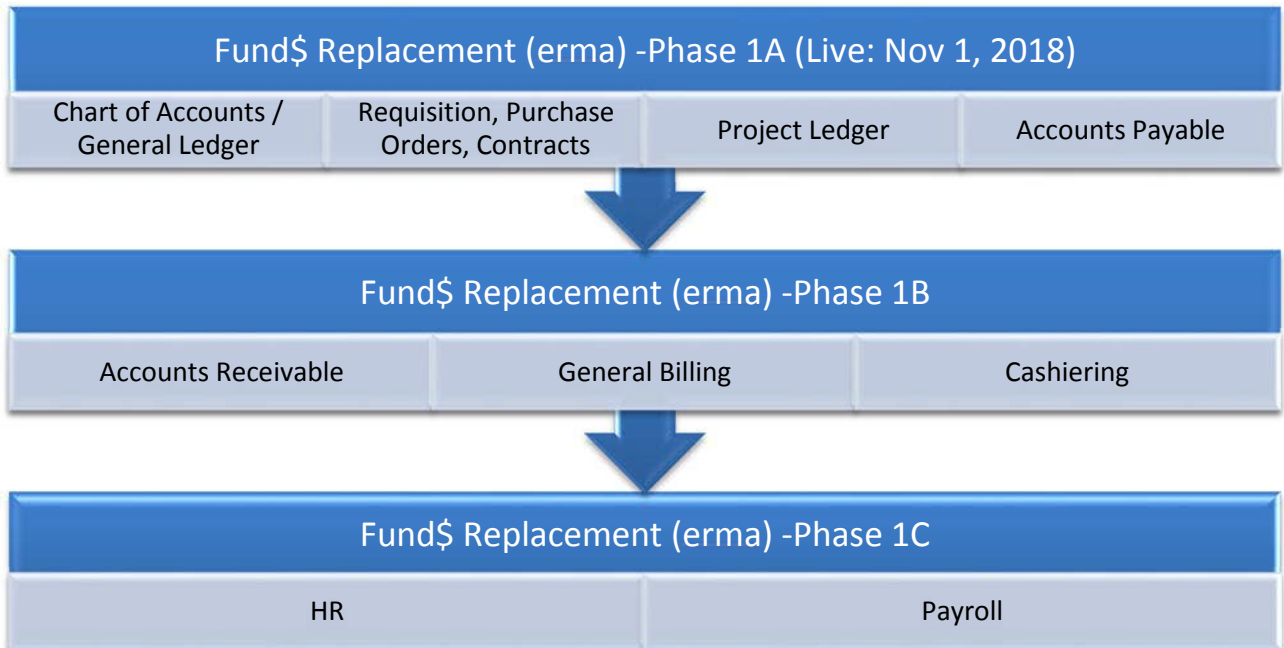 Fund$ Replacement (erma) -Phase 1A (Live: Nov 1, 2018)
Chart of Accounts /
General Ledger
Requisition, Purchase
Orders, Contracts
Project Ledger
Accounts Payable
Fund$ Replacement (erma) -Phase 1B
Accounts Receivable
General Billing
Cashiering
Fund$ Replacement (erma) -Phase 1C
HR
Payroll